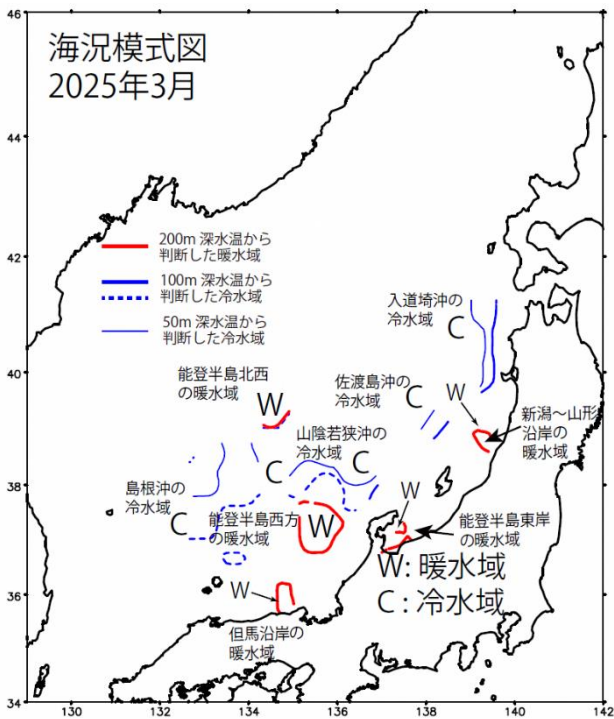 海況模式図
2025年3月
200m 深水温から
判断した暖水域
100m 深水温から
判断した冷水域
50m 深水温から
判断した冷水域
入道埼沖の
冷水域
C
能登半島北西
の暖水域
W
佐渡島沖の
冷水域
C
W
新潟～山形
沿岸の
暖水域
山陰若狭沖の
冷水域
C
C
島根沖の
冷水域
C
能登半島西方
の暖水域
W
W
能登半島東岸
の暖水域
W: 暖水域
C: 冷水域
W
但馬沿岸の
暖水域
46
44
42
40
38
36
34
130
132
134
136
138
140
142